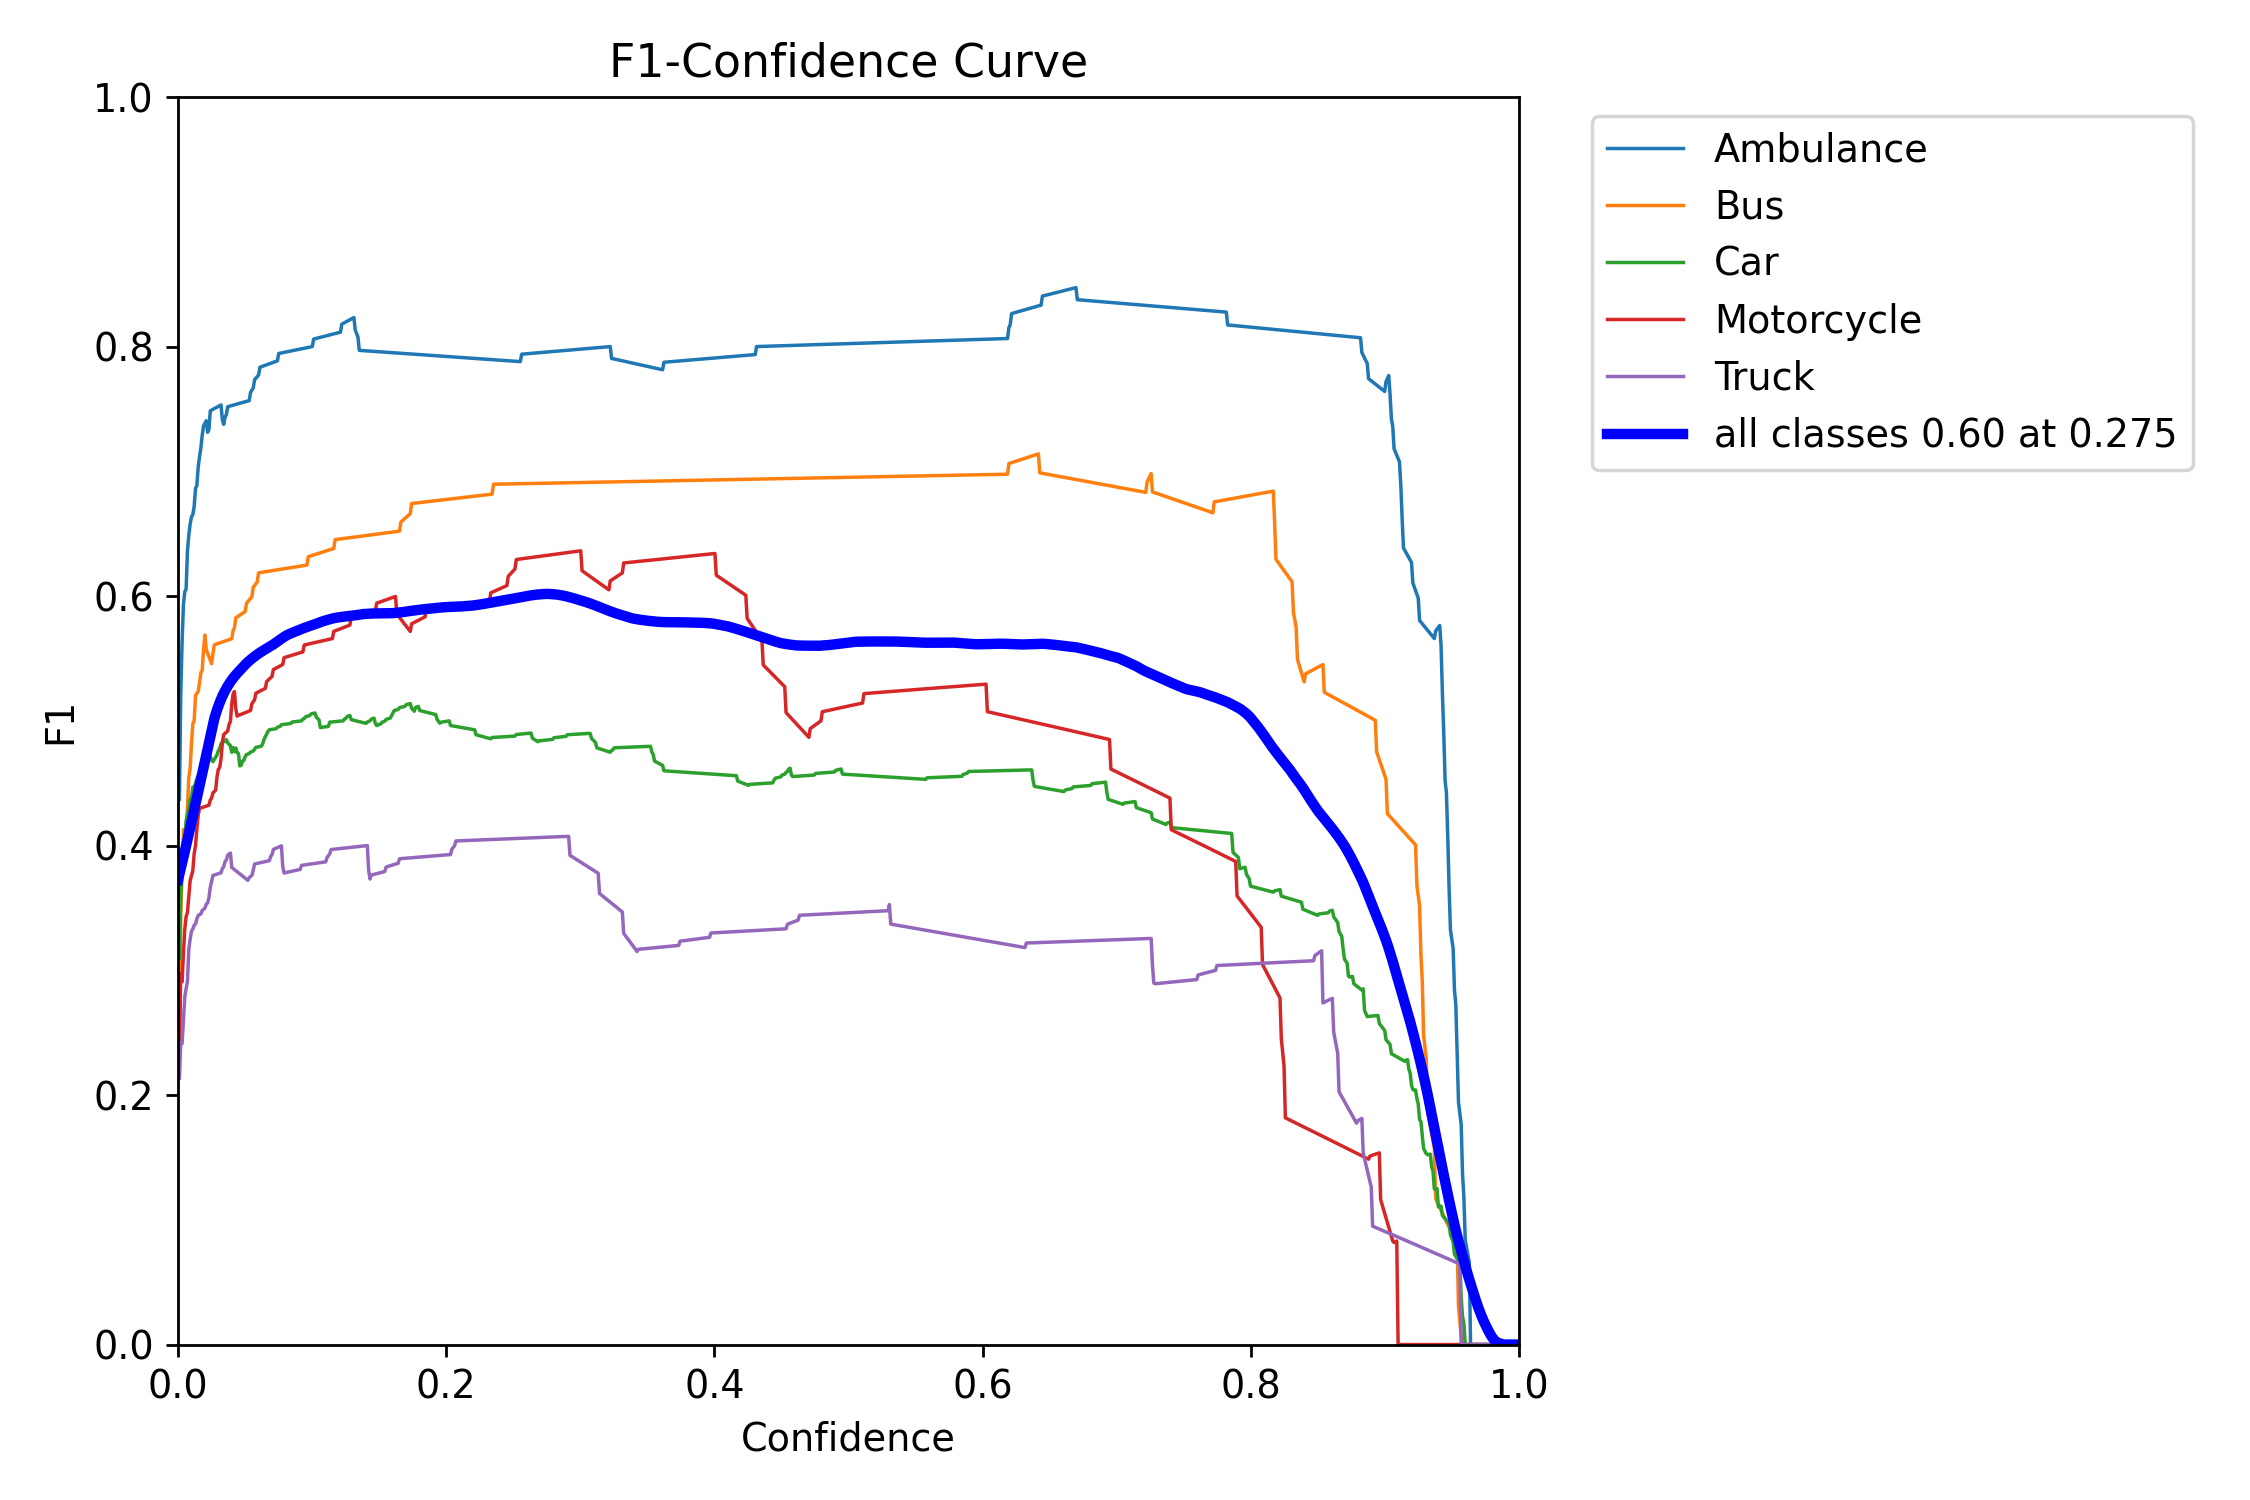 F1-Confidence Curve
1.0
0.8
0.6
0.4
0.2
0.0
F1
0.0 0.2 0.4 0.6 0.8 1.0
Confidence
Ambulance
Bus
Car
Motorcycle
Truck
all classes 0.60 at 0.275